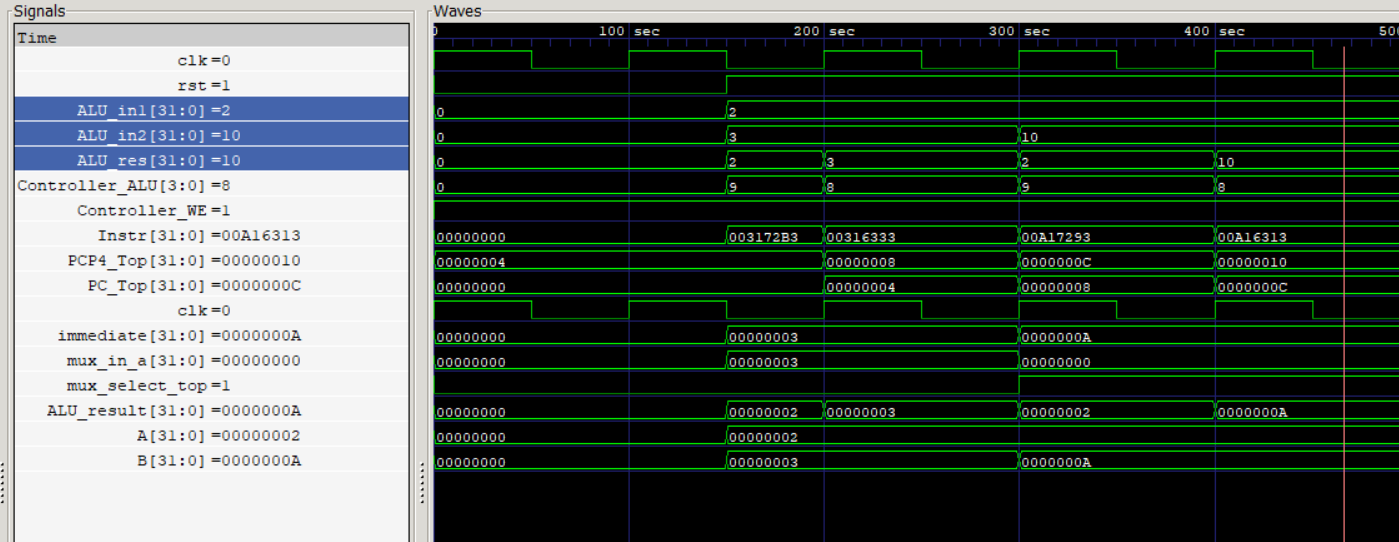 Signals
Waves
Time
0 100 sec 200 sec 300 sec 400 sec 500
clk=0
rst=1
ALU_in1[31:0]=2 0 2
ALU_in2[31:0]=10 0 3 10
ALU_res[31:0]=10 0 2 3 2 10
Controller_ALU[3:0]=8 0 9 8 9 8
Controller_WE=1
Instr[31:0]=00A16313 00000000 003172B3 00316333 00A17293 00A16313
PCP4_Top[31:0]=00000010 00000004 00000008 0000000C 00000010
PC_Top[31:0]=0000000C 00000000 00000004 00000008 0000000C
clk=0
immediate[31:0]=0000000A 00000000 00000003 0000000A
mux_in_a[31:0]=00000000 00000000 00000003 00000000
mux_select_top=1
ALU_result[31:0]=0000000A 00000000 00000002 00000003 00000002 0000000A
A[31:0]=00000002 00000000 00000002
B[31:0]=0000000A 00000000 00000003 0000000A